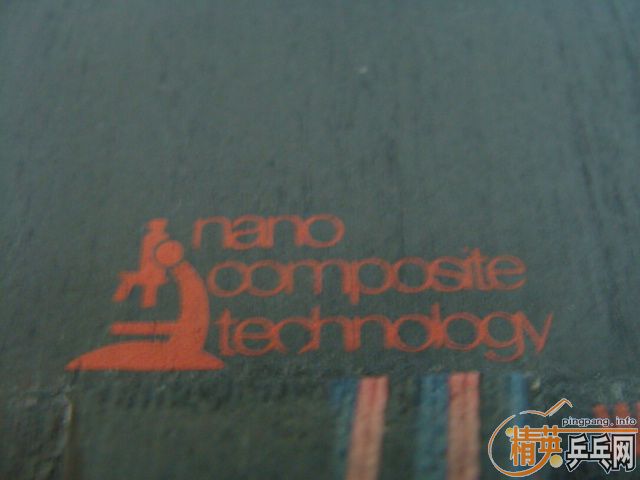 nano
composite
technology
pingpang.info
精英乒乓网